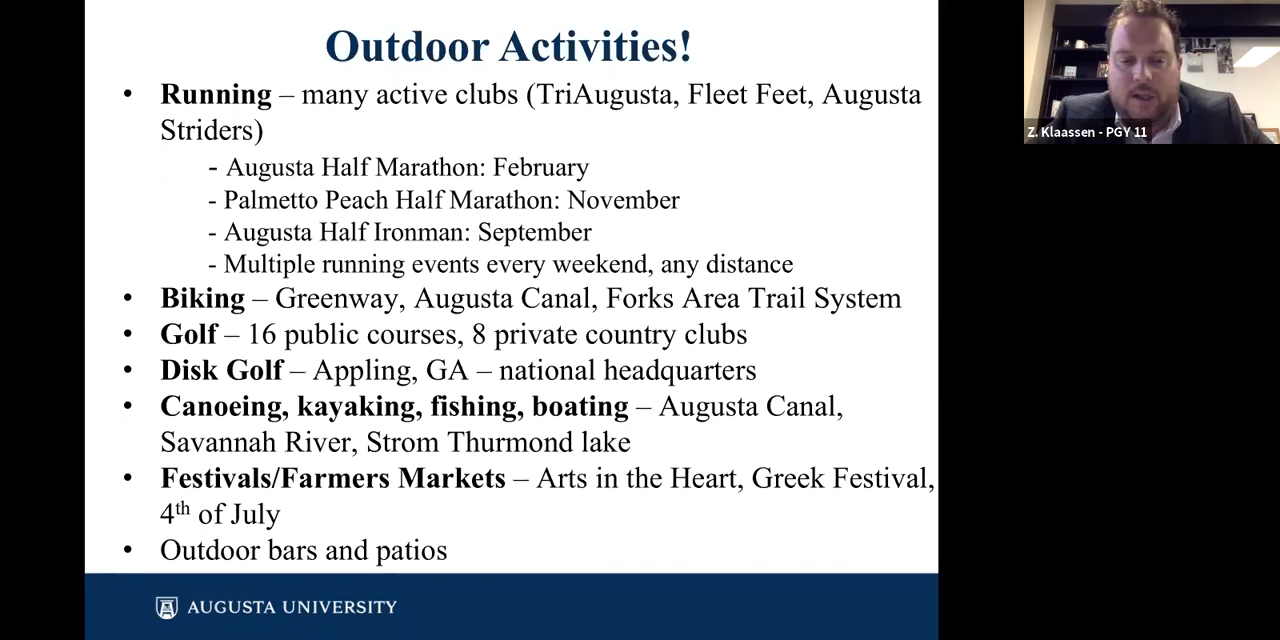 Outdoor Activities!
• Running – many active clubs (TriAugusta, Fleet Feet, Augusta
Striders)
- Augusta Half Marathon: February
- Palmetto Peach Half Marathon: November
- Augusta Half Ironman: September
- Multiple running events every weekend, any distance
• Biking – Greenway, Augusta Canal, Forks Area Trail System
• Golf – 16 public courses, 8 private country clubs
• Disk Golf – Appling, GA – national headquarters
• Canoeing, kayaking, fishing, boating – Augusta Canal,
Savannah River, Strom Thurmond lake
• Festivals/Farmers Markets – Arts in the Heart, Greek Festival,
4th of July
• Outdoor bars and patios
AUGUSTA UNIVERSITY
Z. Klaassen - PGY 11